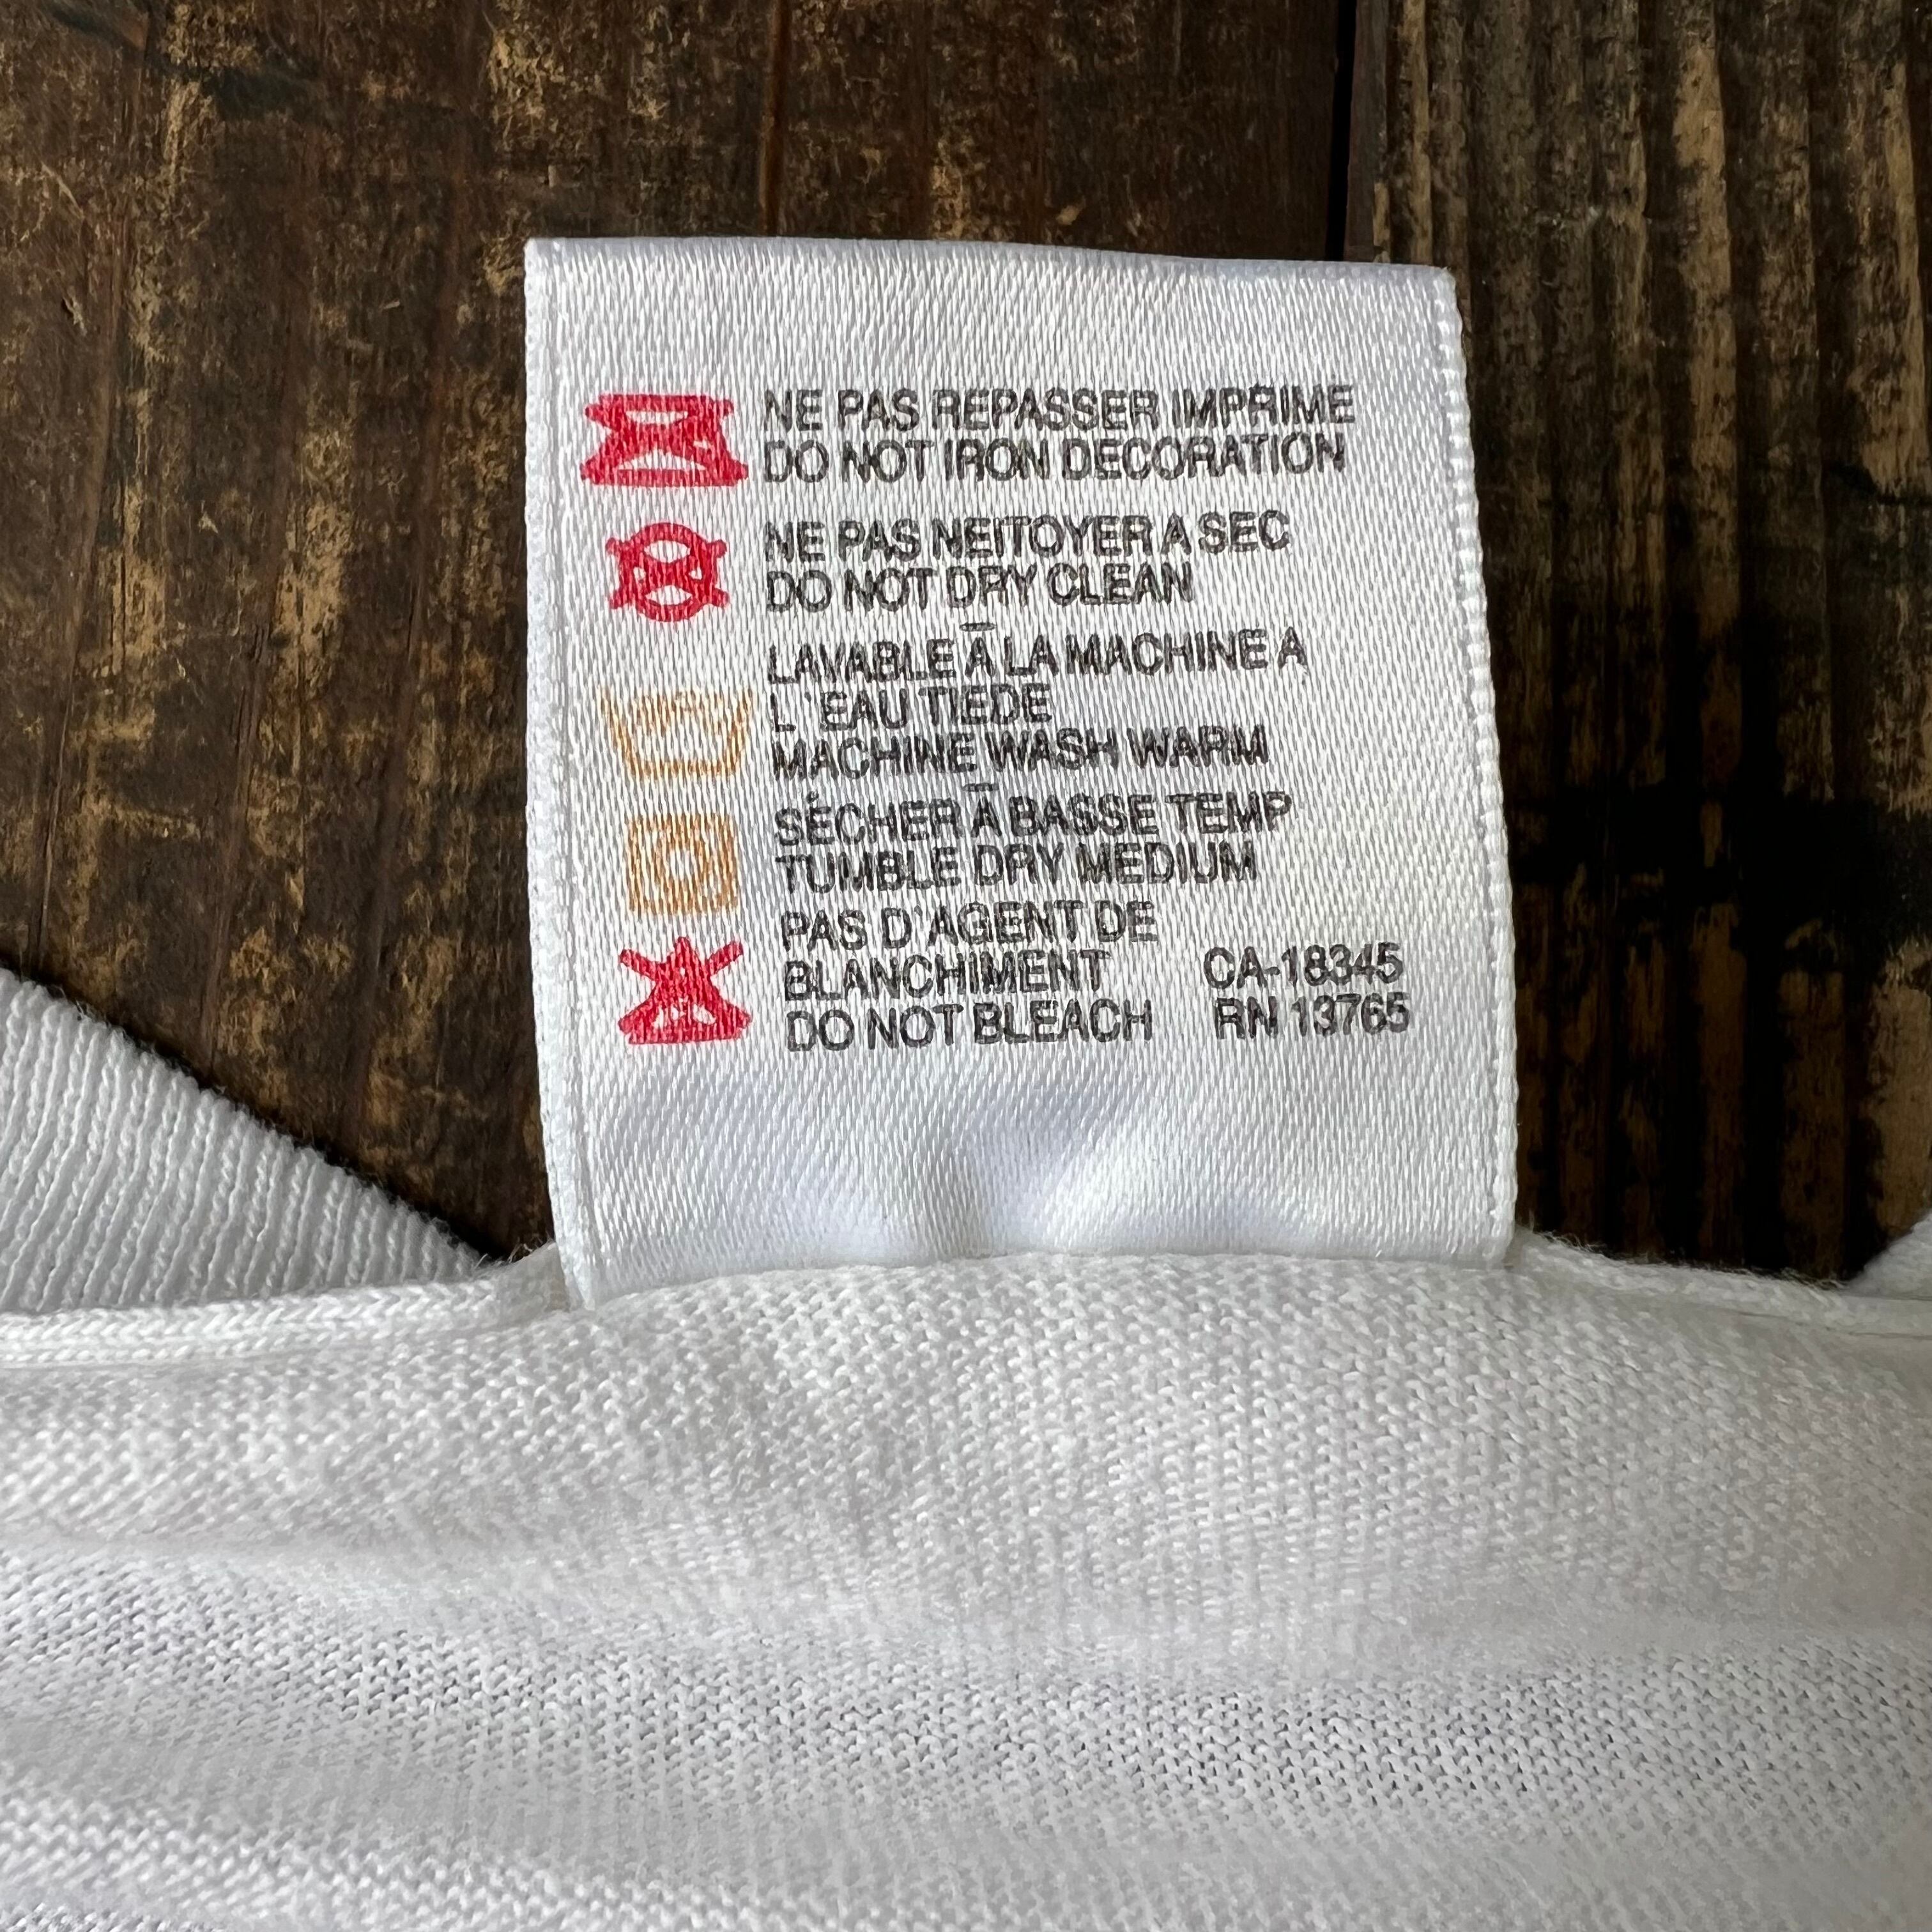 NE PAS REPASSER IMPRIME
DO NOT IRON DECORATION
NE PAS NEITOYER A SEC
DO NOT DRY CLEAN
LAVABLE À LA MACHINE A
L'EAU TIEDE
MACHINE WASH WARM
SÉCHER À BASSE TEMP
TUMBLE DRY MEDIUM
PAS D'AGENT DE
BLANCHIMENT
DO NOT BLEACH
CA-18345
RN 13765